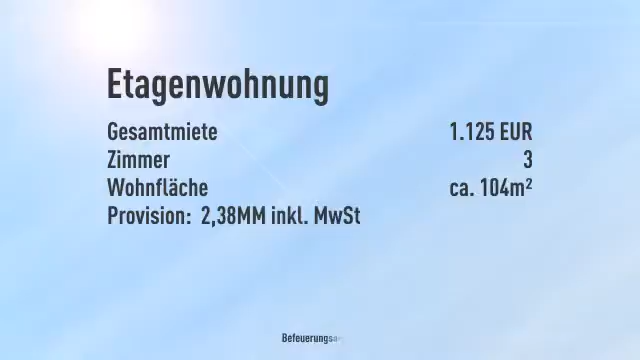 Etagenwohnung
Gesamtmiete 1.125 EUR
Zimmer 3
Wohnfläche ca. 104m²
Provision: 2,38MM inkl. MwSt